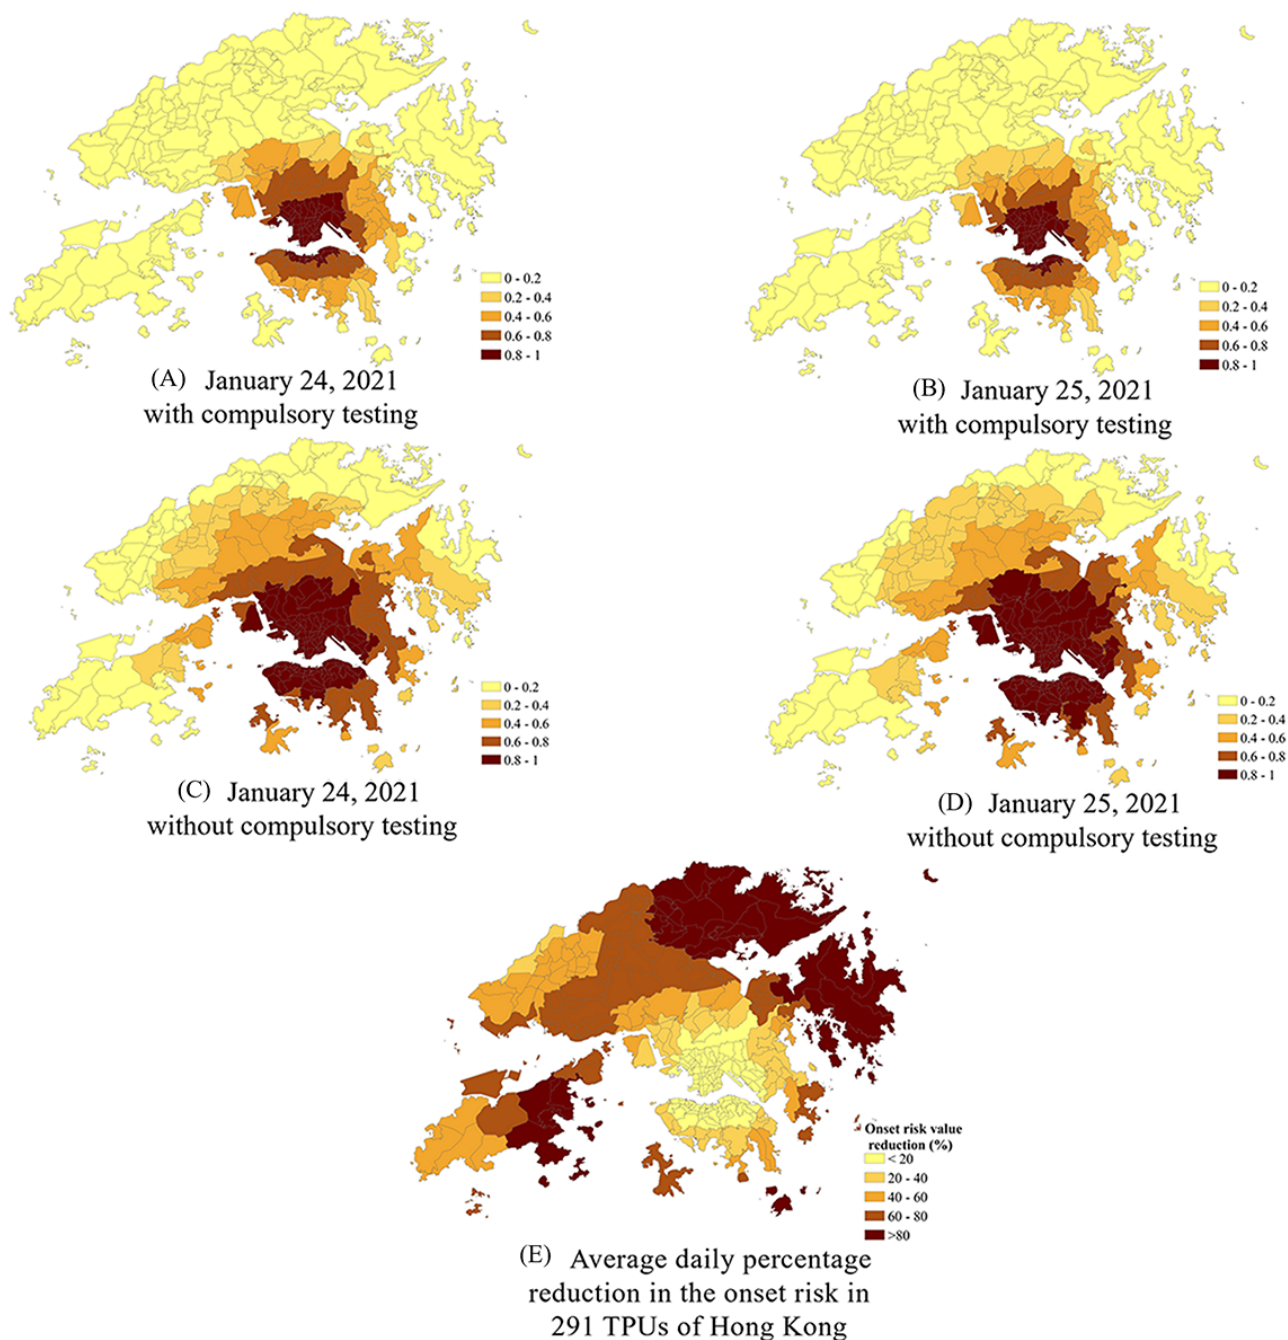 0 - 0.2
0.2 - 0.4
0.4 - 0.6
0.6 - 0.8
0.8 - 1
(A) January 24, 2021
with compulsory testing
0 - 0.2
0.2 - 0.4
0.4 - 0.6
0.6 - 0.8
0.8 - 1
(B) January 25, 2021
with compulsory testing
0 - 0.2
0.2 - 0.4
0.4 - 0.6
0.6 - 0.8
0.8 - 1
(C) January 24, 2021
without compulsory testing
0 - 0.2
0.2 - 0.4
0.4 - 0.6
0.6 - 0.8
0.8 - 1
(D) January 25, 2021
without compulsory testing
Onset risk value
reduction (%)
< 20
20 - 40
40 - 60
60 - 80
>80
(E) Average daily percentage
reduction in the onset risk in
291 TPUs of Hong Kong